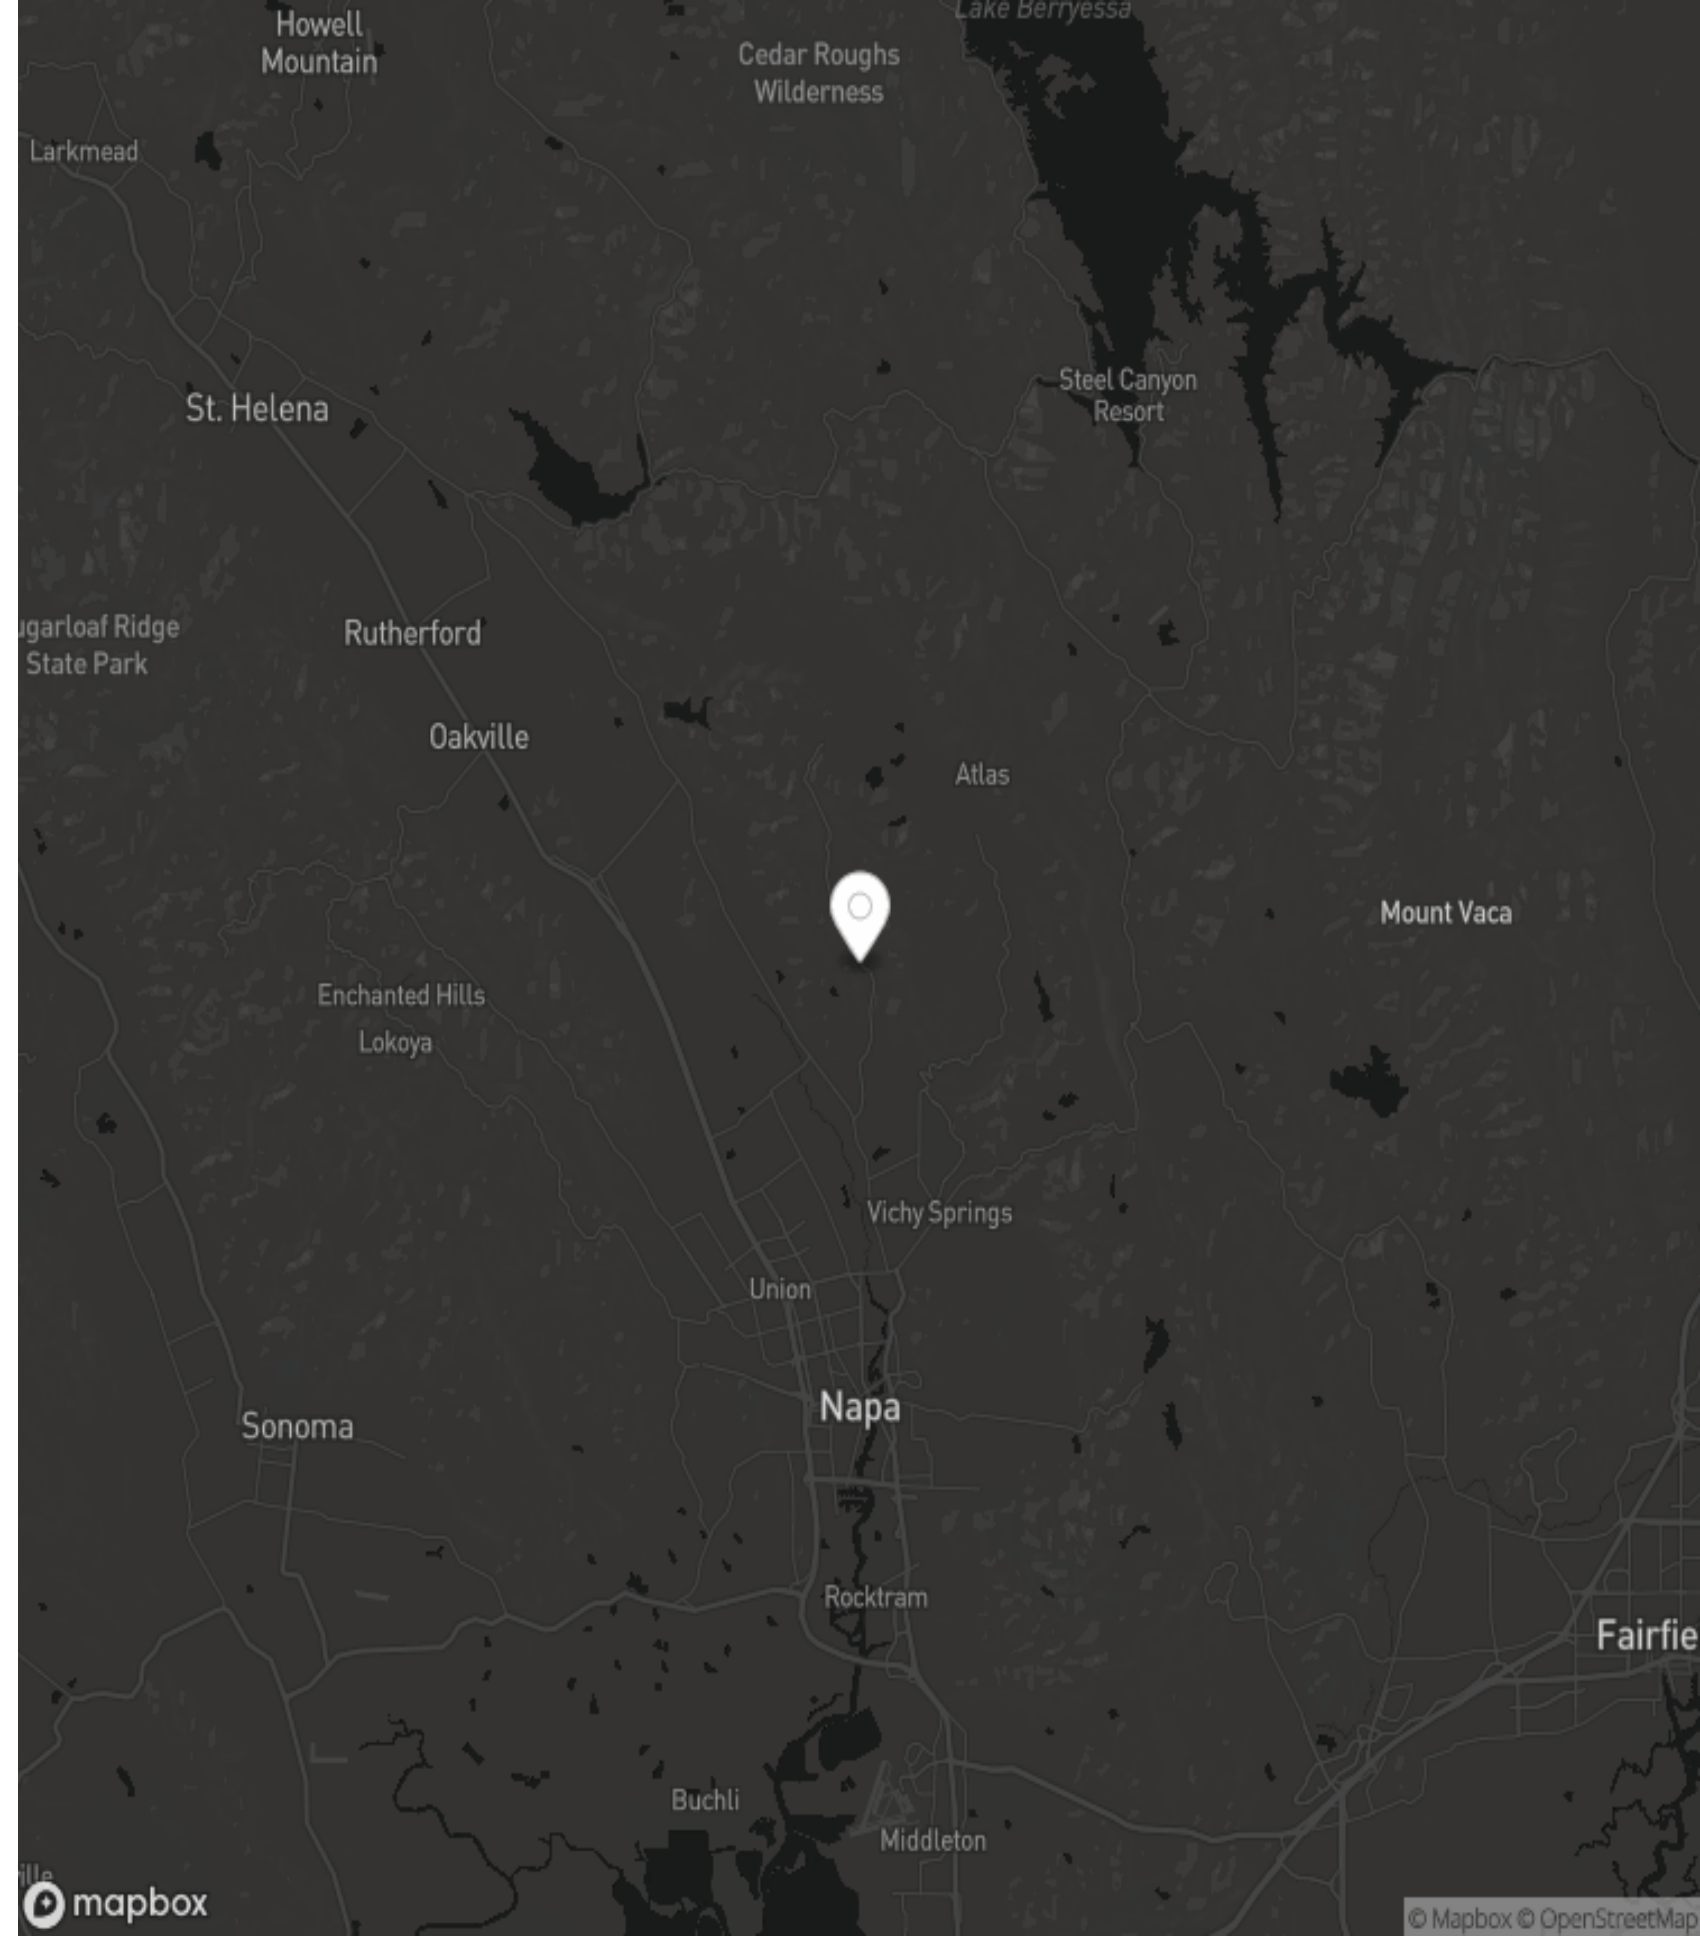 Lake Berryessa
Howell
Mountain
Cedar Roughs
Wilderness
Larkmead
Steel Canyon
Resort
St. Helena
ugarloaf Ridge
State Park
Rutherford
Oakville
Atlas
Mount Vaca
Enchanted Hills
Lokoya
Vichy Springs
Union
Napa
Sonoma
Rocktram
Fairfie
Buchli
Middleton
ille
mapbox
© Mapbox © OpenStreetMap